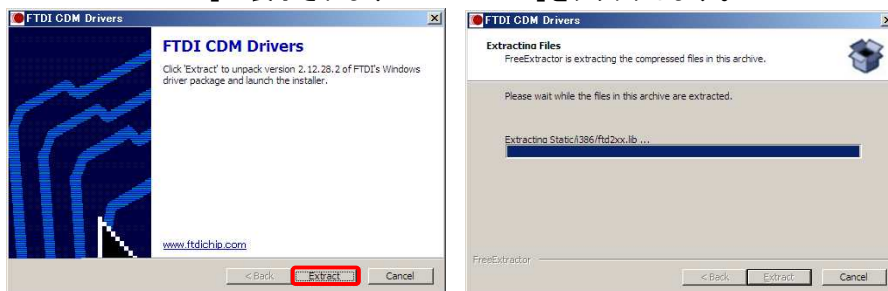 FTDI CDM Drivers
FTDI CDM Drivers
Click 'Extract' to unpack version 2.12.28.2 of FTDI's Windows
driver package and launch the installer.
www.ftdichip.com
< Back
Extract
Cancel
FTDI CDM Drivers
Extracting Files
FreeExtractor is extracting the compressed files in this archive.
Please wait while the files in this archive are extracted.
Extracting Static/i386/ftd2xx.lib ...
FreeExtractor
< Back
Extract
Cancel